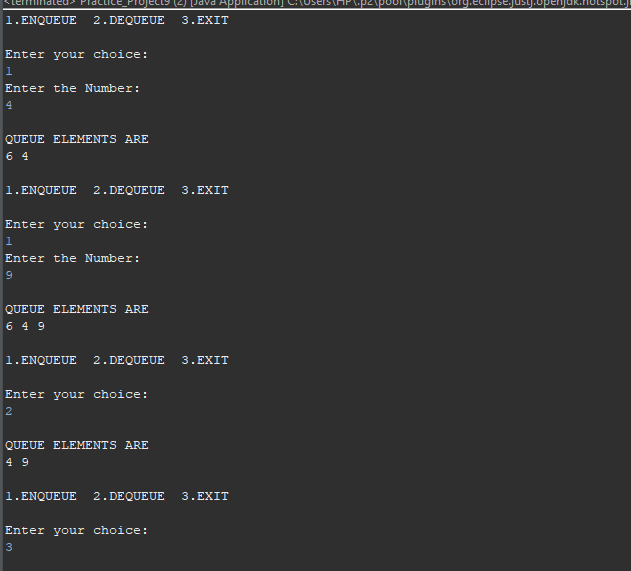 <terminated> Practice_Project9 (2) [Java Application] C:\Users\HP\.p2\pool\plugins\org.eclipse.justj.openjdk.hotspot.j
1.ENQUEUE  2.DEQUEUE  3.EXIT
Enter your choice:
1
Enter the Number:
4
QUEUE ELEMENTS ARE
6 4
1.ENQUEUE  2.DEQUEUE  3.EXIT
Enter your choice:
1
Enter the Number:
9
QUEUE ELEMENTS ARE
6 4 9
1.ENQUEUE  2.DEQUEUE  3.EXIT
Enter your choice:
2
QUEUE ELEMENTS ARE
4 9
1.ENQUEUE  2.DEQUEUE  3.EXIT
Enter your choice:
3